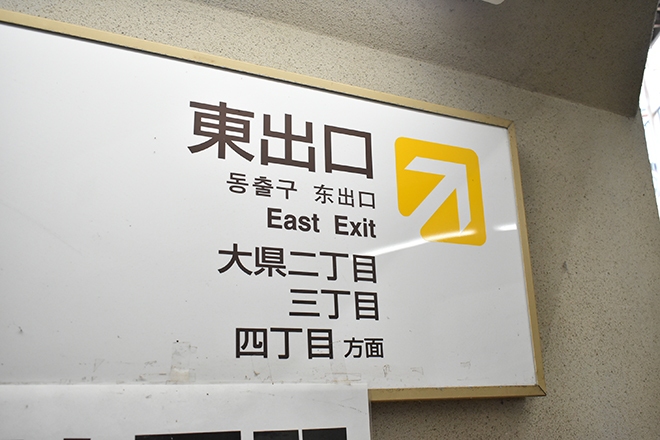 東出口
동출구 东出口
East Exit
大県二丁目
三丁目
四丁目 方面